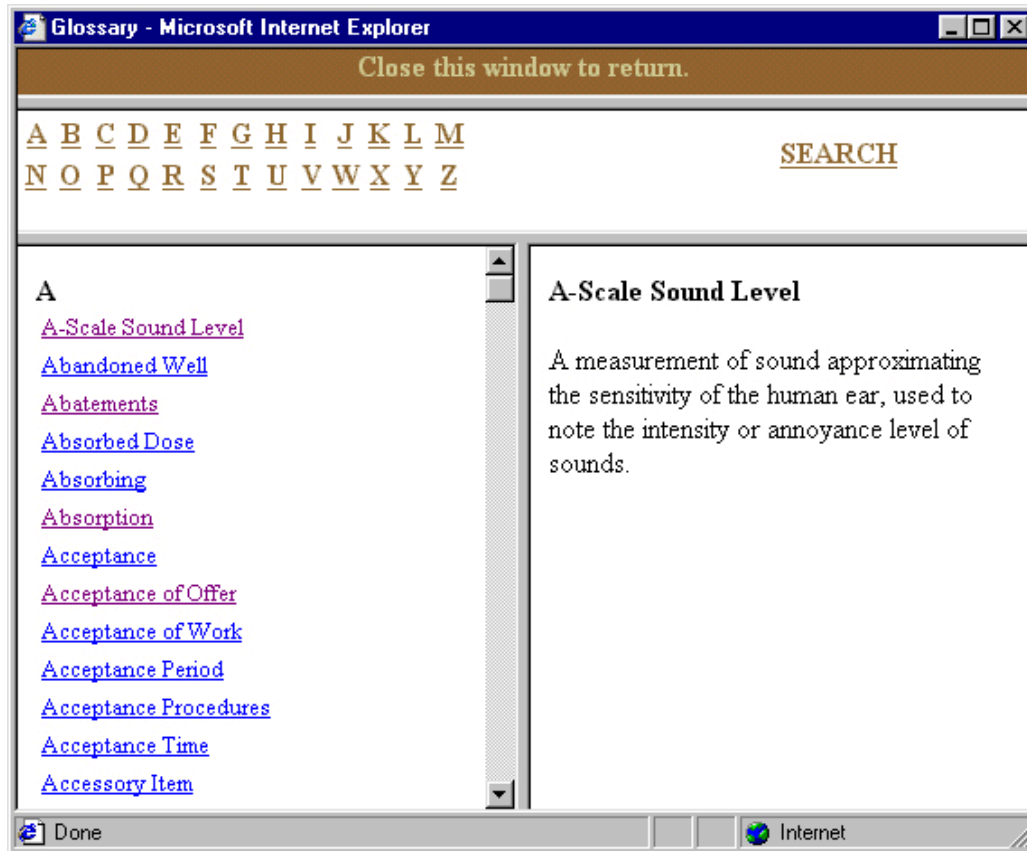 Glossary - Microsoft Internet Explorer
Close this window to return.
A B C D E F G H I J K L M
N O P Q R S T U V W X Y Z
SEARCH
A
A-Scale Sound Level
Abandoned Well
Abatements
Absorbed Dose
Absorbing
Absorption
Acceptance
Acceptance of Offer
Acceptance of Work
Acceptance Period
Acceptance Procedures
Acceptance Time
Accessory Item
A-Scale Sound Level
A measurement of sound approximating
the sensitivity of the human ear, used to
note the intensity or annoyance level of
sounds.
Done
Internet